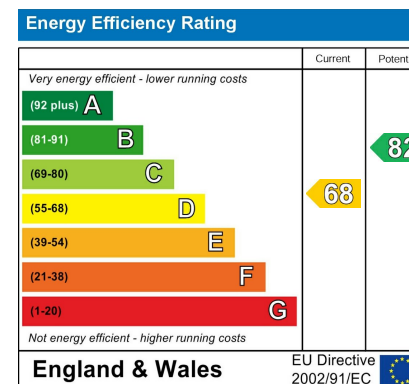 Energy Efficiency Rating
Current Potent
Very energy efficient - lower running costs
(92 plus) A
(81-91) B
82
(69-80) C
68
(55-68) D
(39-54) E
(21-38) F
(1-20) G
Not energy efficient - higher running costs
England & Wales
EU Directive
2002/91/EC